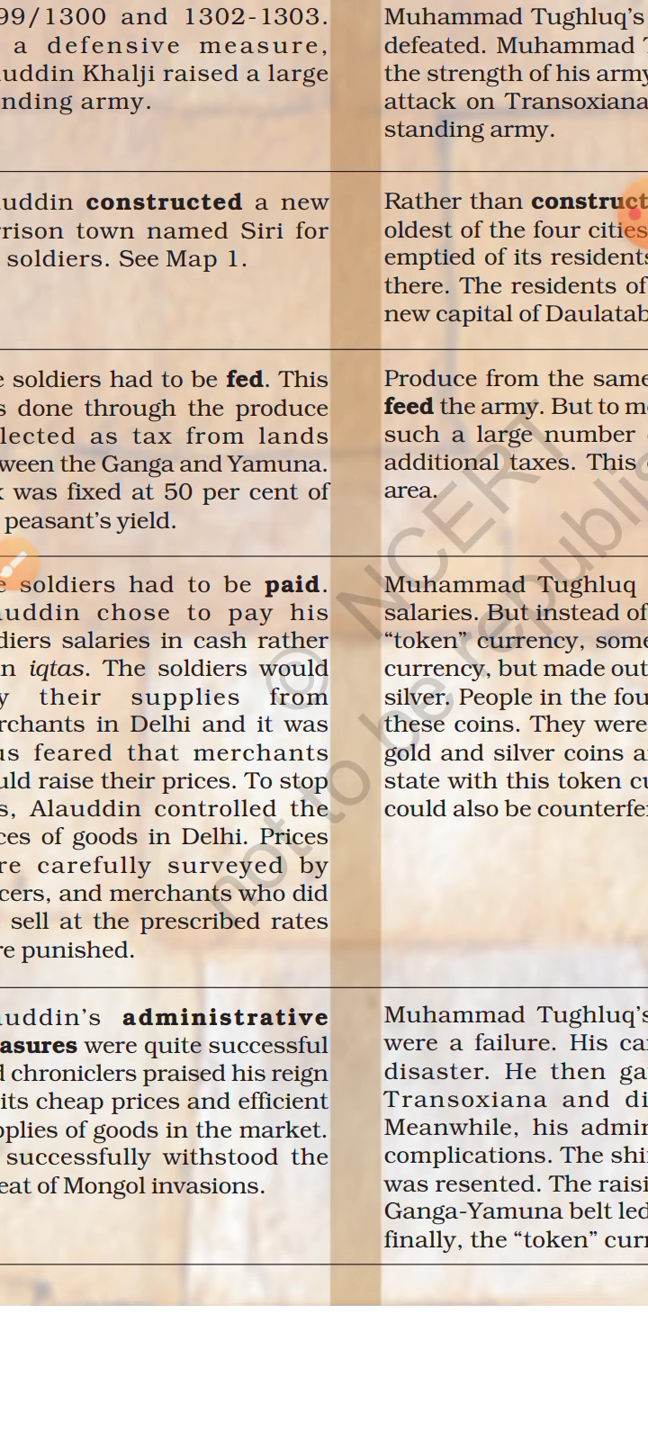 99/1300 and 1302-1303.
a defensive measure,
uddin Khalji raised a large
nding army.
uddin constructed a new
rison town named Siri for
soldiers. See Map 1.
e soldiers had to be fed. This
s done through the produce
lected as tax from lands
ween the Ganga and Yamuna.
x was fixed at 50 per cent of
peasant's yield.
e soldiers had to be paid.
auddin chose to pay his
diers salaries in cash rather
n iqtas. The soldiers would
y their supplies from
rchants in Delhi and it was
us feared that merchants
uld raise their prices. To stop
s, Alauddin controlled the
ces of goods in Delhi. Prices
re carefully surveyed by
cers, and merchants who did
sell at the prescribed rates
re punished.
uddin's administrative
asures were quite successful
d chroniclers praised his reign
its cheap prices and efficient
pplies of goods in the market.
successfully withstood the
eat of Mongol invasions.
Muhammad Tughluq's
defeated. Muhammad T
the strength of his army
attack on Transoxiana
standing army.
Rather than construct
oldest of the four cities
emptied of its residents
there. The residents of
new capital of Daulatab
Produce from the same
feed the army. But to me
such a large number
additional taxes. This
area.
Muhammad Tughluq
salaries. But instead of
“token” currency, some
currency, but made out
silver. People in the fou
these coins. They were
gold and silver coins a
state with this token cu
could also be counterfe
Muhammad Tughluq's
were a failure. His ca
disaster. He then ga
Transoxiana and di
Meanwhile, his admin
complications. The shi
was resented. The raisi
Ganga-Yamuna belt led
finally, the “token” curr
© NCERT
not to be republis